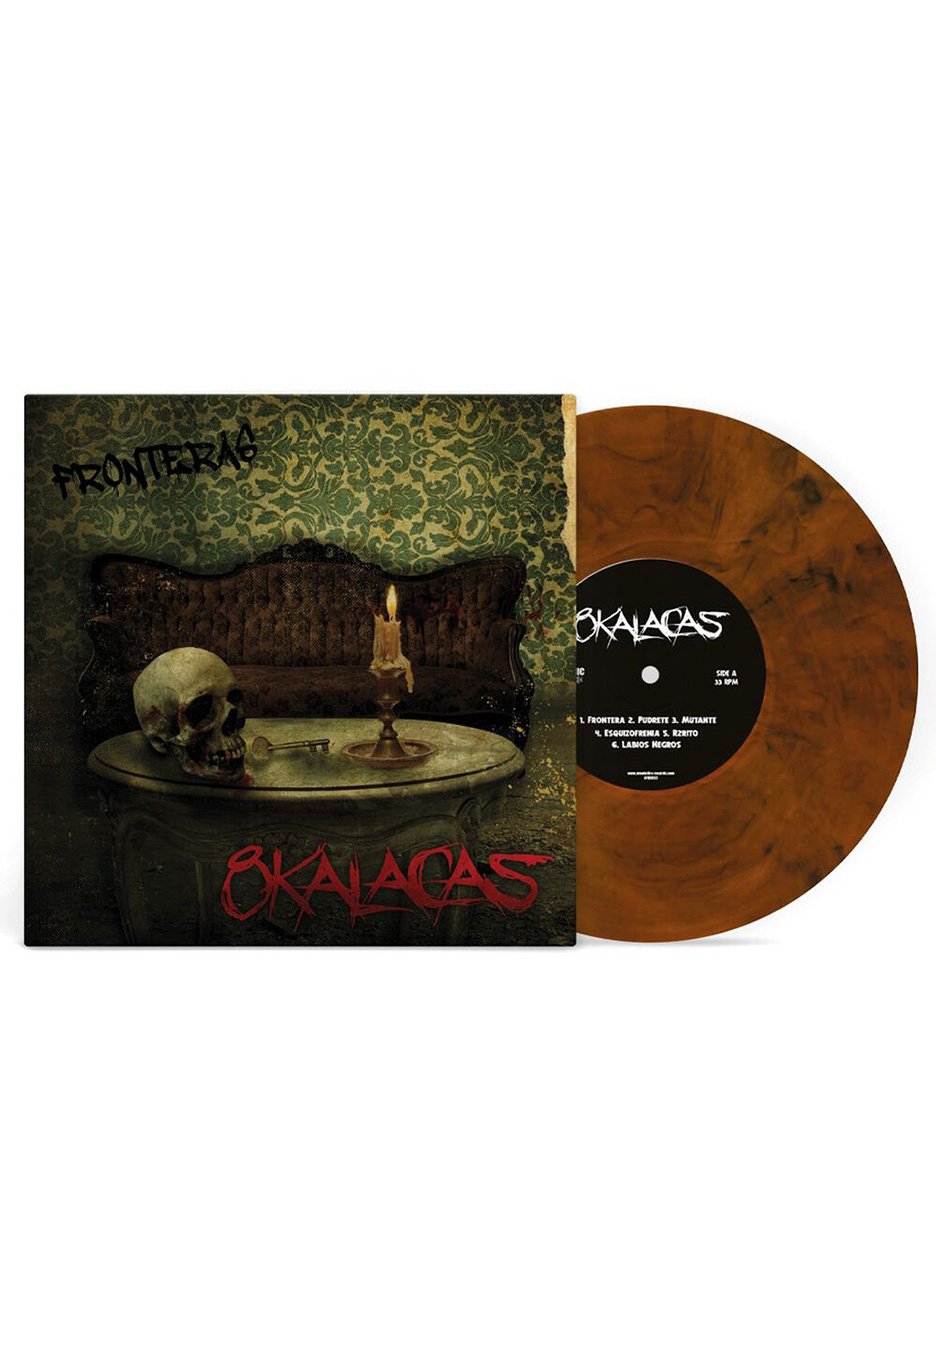 FRONTERAS
8KALACAS
8KALACAS
SIDE A
33 RPM
1. FRONTERA 2. PUDRETE 3. MUTANTE
4. ESQUIZOFRENIA 5. R2RITO
6. LABIOS NEGROS